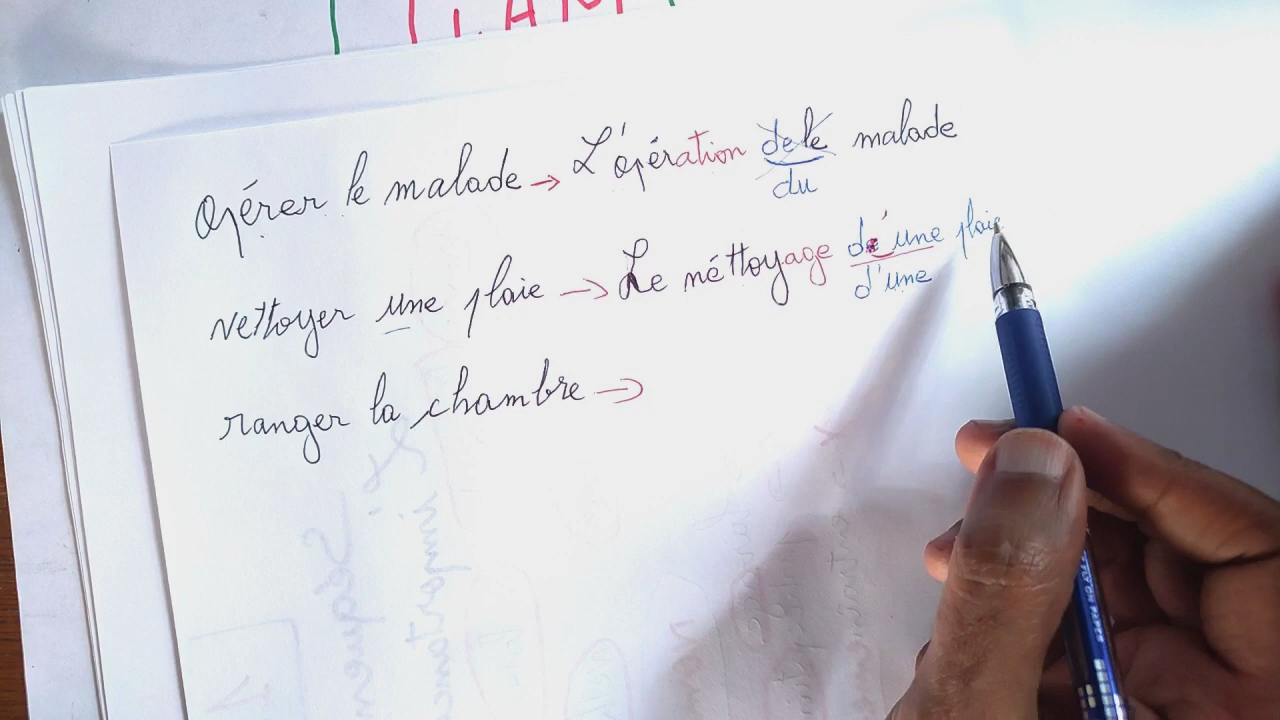 Opérer le malade → L'opération de le malade
du
nettoyer une plaie → Le néttoyage de une plaie
d'une
ranger la chambre →